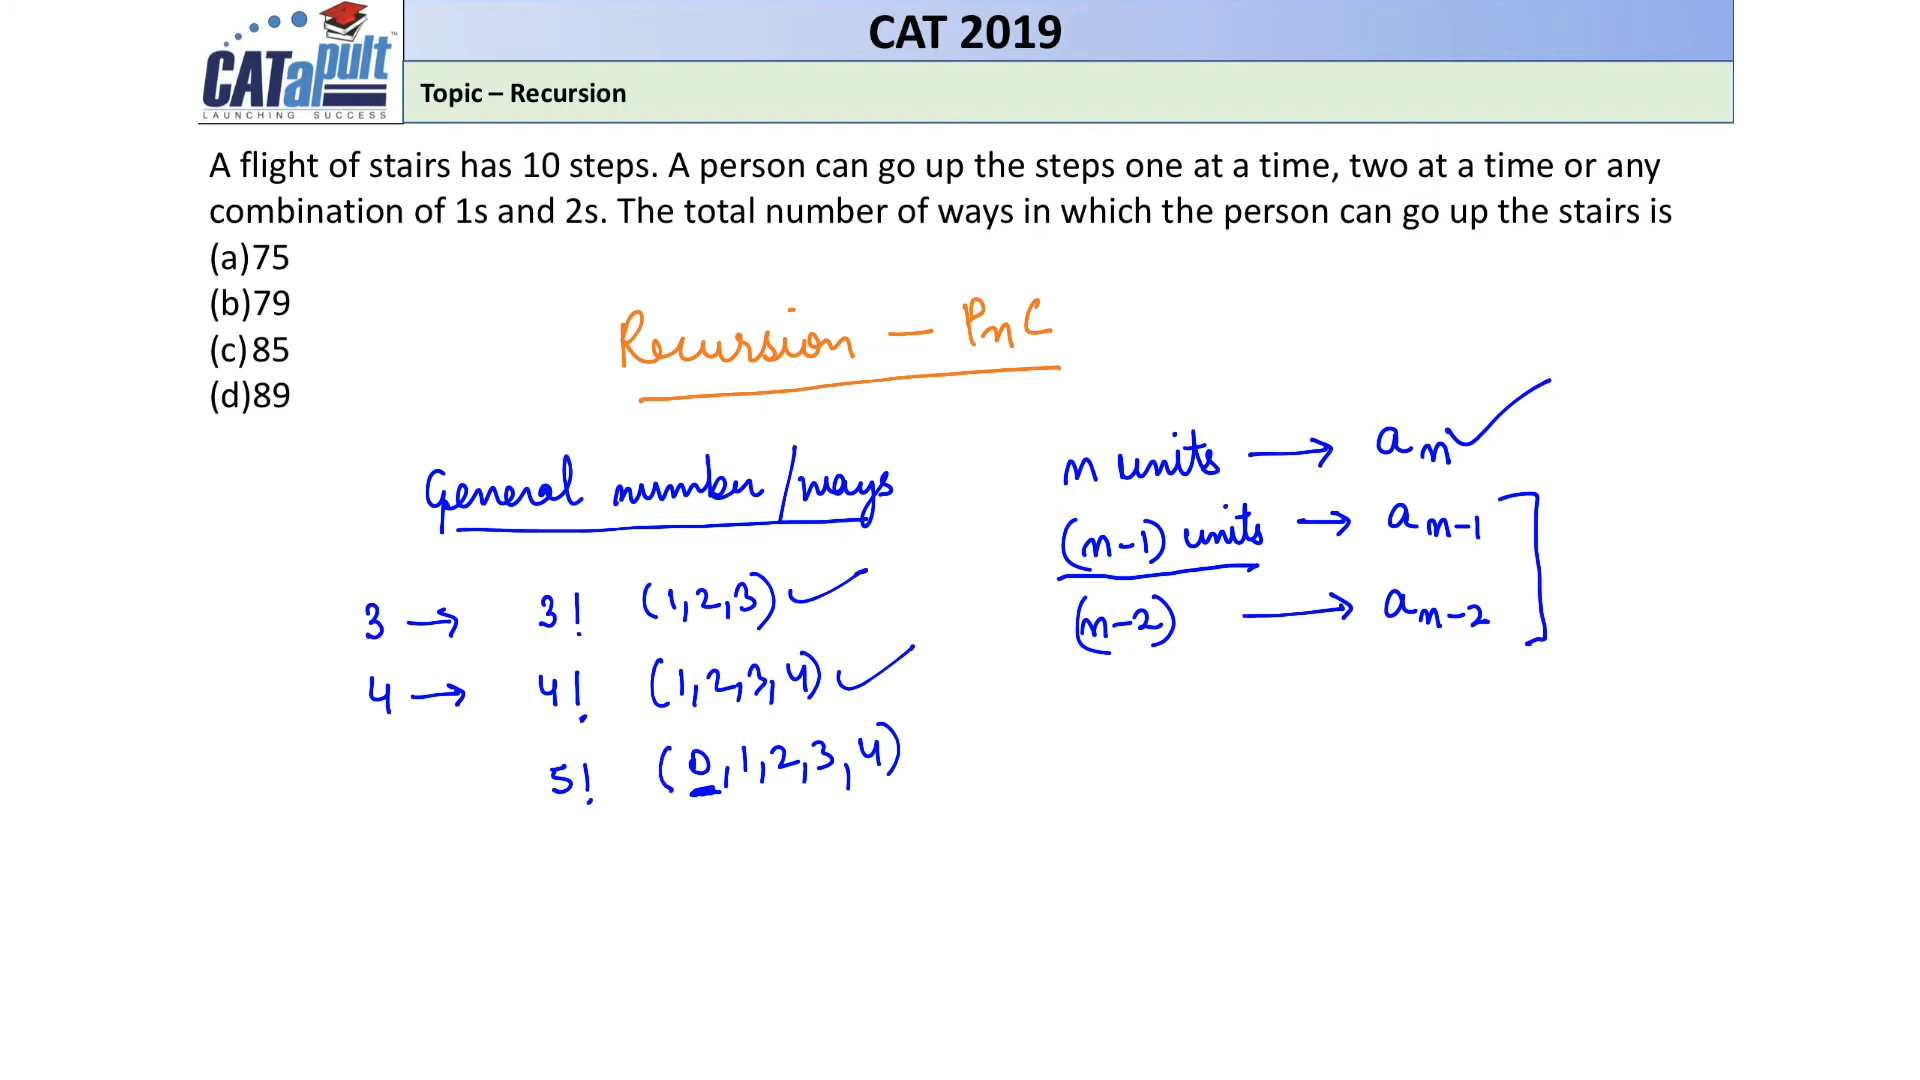 CATapult™
LAUNCHING SUCCESS
CAT 2019
Topic – Recursion
A flight of stairs has 10 steps. A person can go up the steps one at a time, two at a time or any
combination of 1s and 2s. The total number of ways in which the person can go up the stairs is
(a)75
(b)79
(c)85
(d)89
Recursion – PnC
General number/ways
3 → 3! (1,2,3) ✓
4 → 4! (1,2,3,4) ✓
5! (0,1,2,3,4)
n units → aₙ ✓
(n-1) units → aₙ₋₁
(n-2) → aₙ₋₂